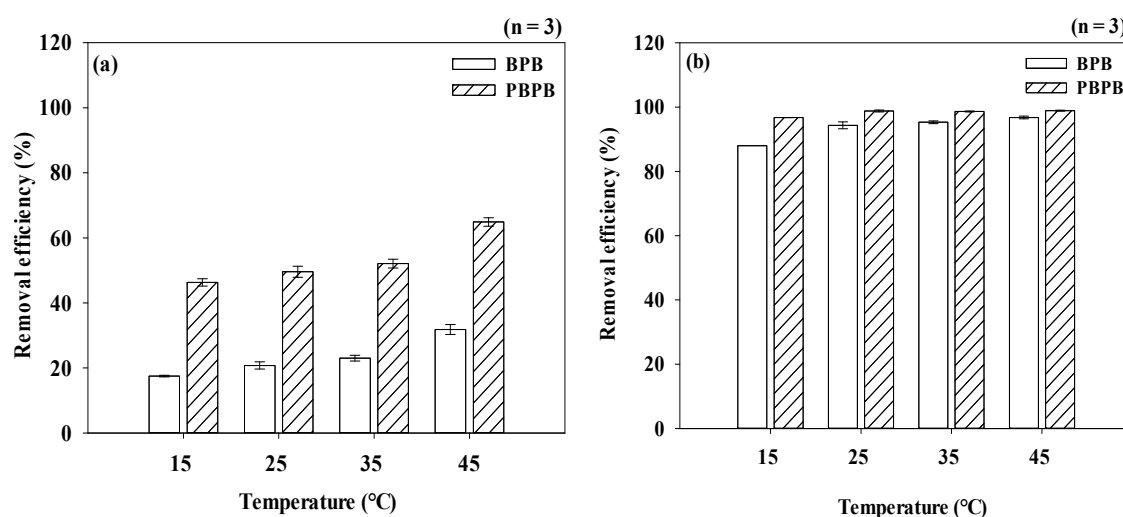 (n = 3)
(a)
BPB
PBPB
120
100
80
60
40
20
0
Removal efficiency (%)
15 25 35 45
Temperature (°C)
(n = 3)
(b)
BPB
PBPB
120
100
80
60
40
20
0
Removal efficiency (%)
15 25 35 45
Temperature (°C)